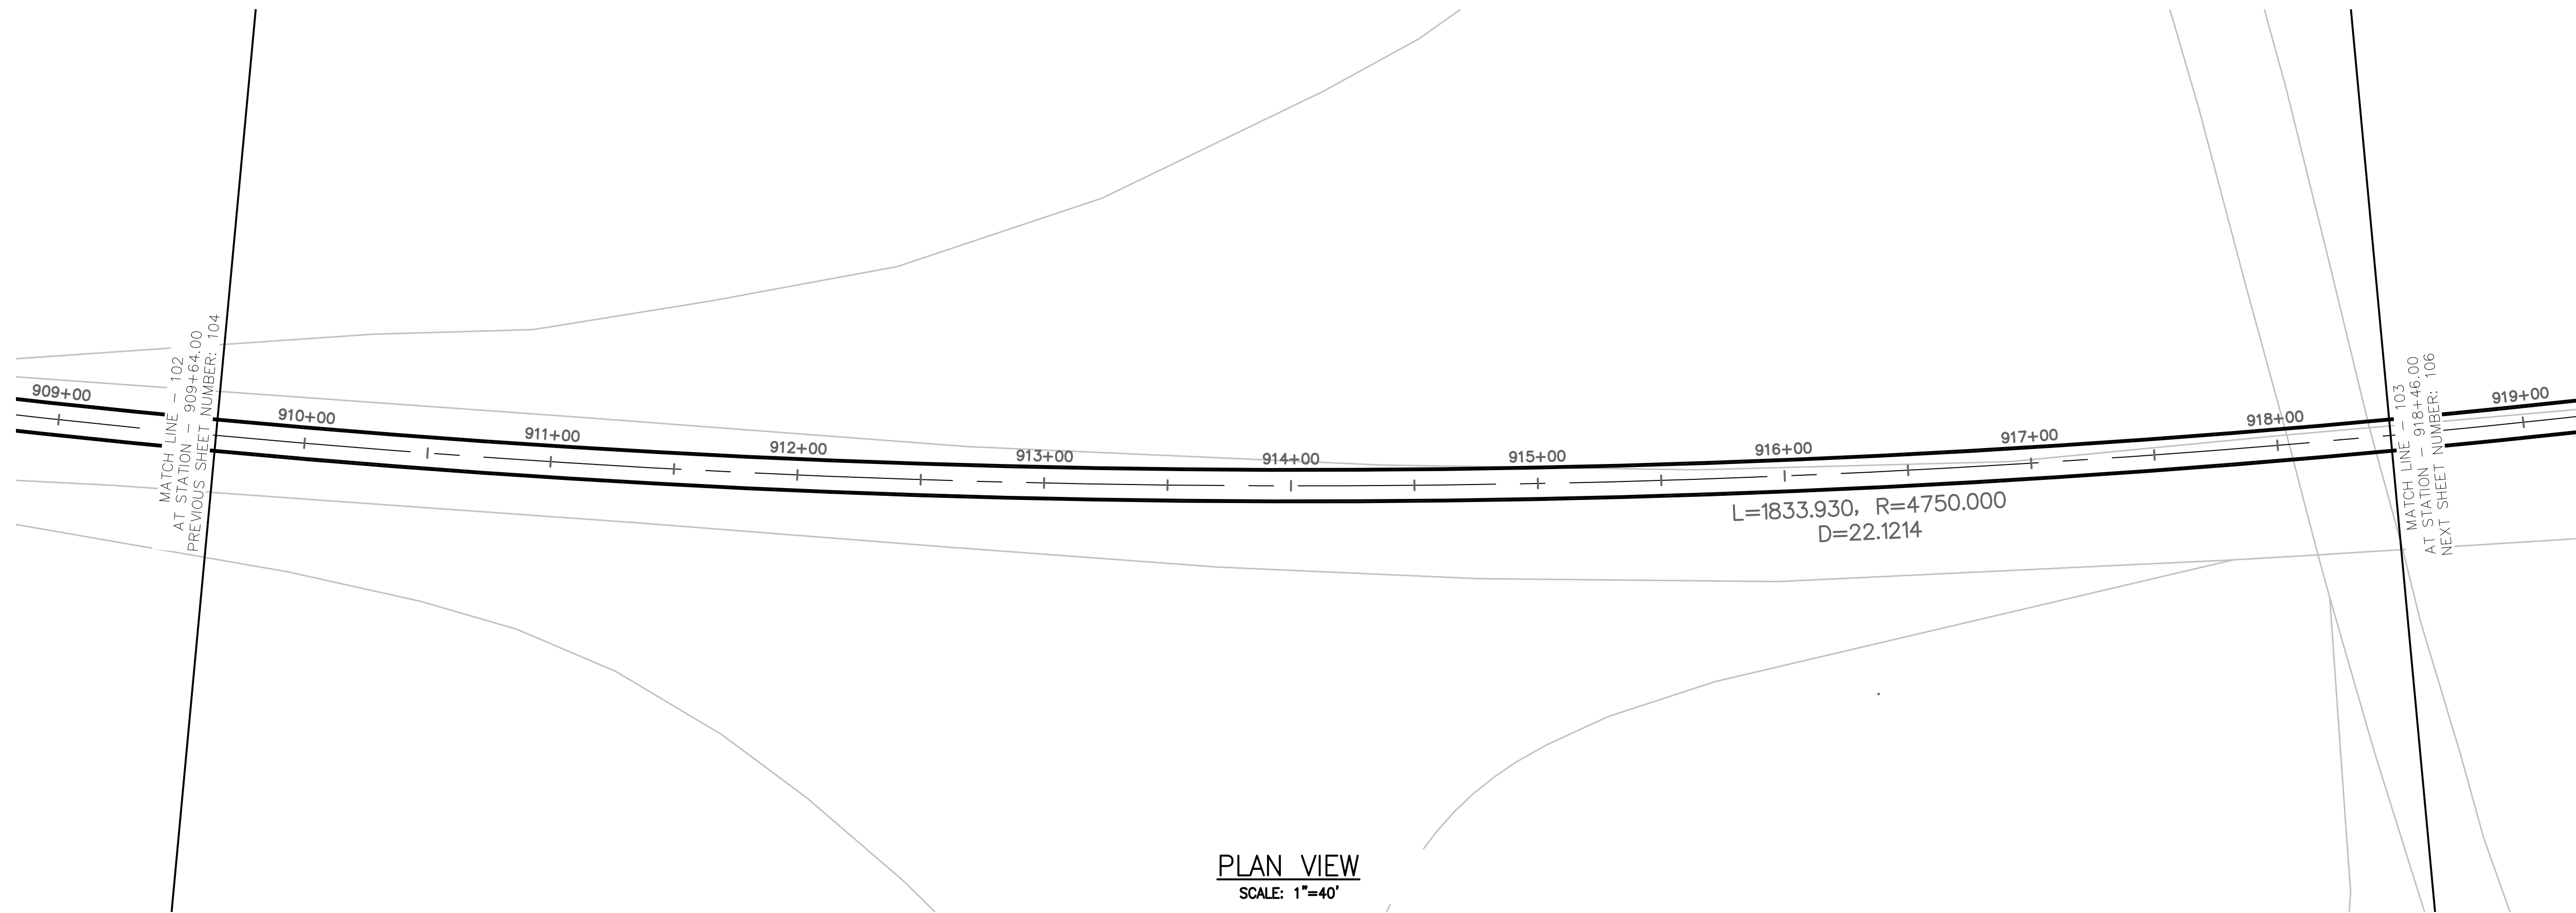 MATCH LINE - 102
AT STATION - 909+64.00
PREVIOUS SHEET NUMBER: 104
909+00
910+00
911+00
912+00
913+00
914+00
915+00
916+00
917+00
918+00
919+00
L=1833.930, R=4750.000
D=22.1214
MATCH LINE - 103
AT STATION - 918+46.00
NEXT SHEET NUMBER: 106
PLAN VIEW
SCALE: 1"=40'